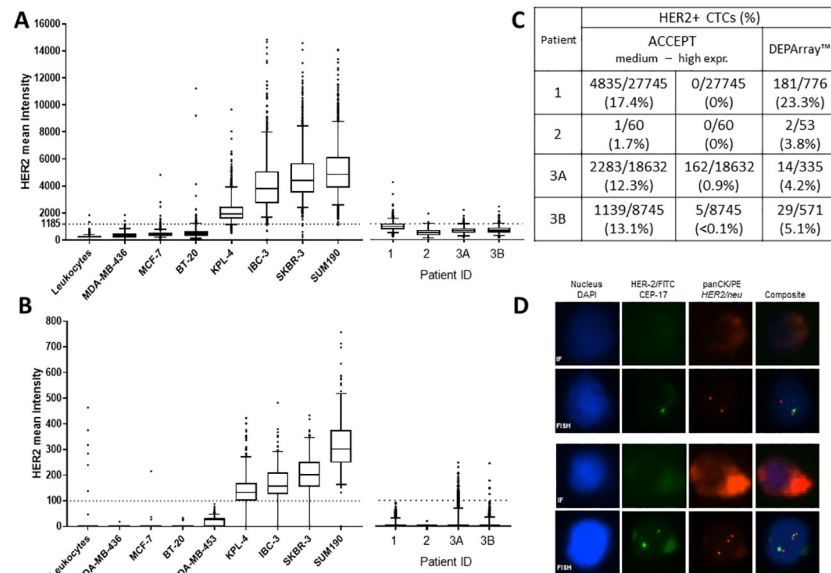 A
HER2 mean Intensity
16000
14000
12000
10000
8000
6000
4000
2000
1185
0
Leukocytes
MDA-MB-436
MCF-7
BT-20
KPL-4
IBC-3
SKBR-3
SUM190
1
2
3A
3B
Patient ID
B
HER2 mean Intensity
800
700
600
500
400
300
200
100
0
Leukocytes
MDA-MB-436
MCF-7
BT-20
MDA-MB-453
KPL-4
IBC-3
SKBR-3
SUM190
1
2
3A
3B
Patient ID
C
Patient
HER2+ CTCs (%)
ACCEPT
medium – high expr.
DEPArray™
1
4835/27745 0/27745 181/776
(17.4%) (0%) (23.3%)
2
1/60 0/60 2/53
(1.7%) (0%) (3.8%)
3A
2283/18632 162/18632 14/335
(12.3%) (0.9%) (4.2%)
3B
1139/8745 5/8745 29/571
(13.1%) (<0.1%) (5.1%)
D
Nucleus HER-2/FITC panCK/PE Composite
DAPI CEP-17 HER2/neu
IF
FISH
IF
FISH